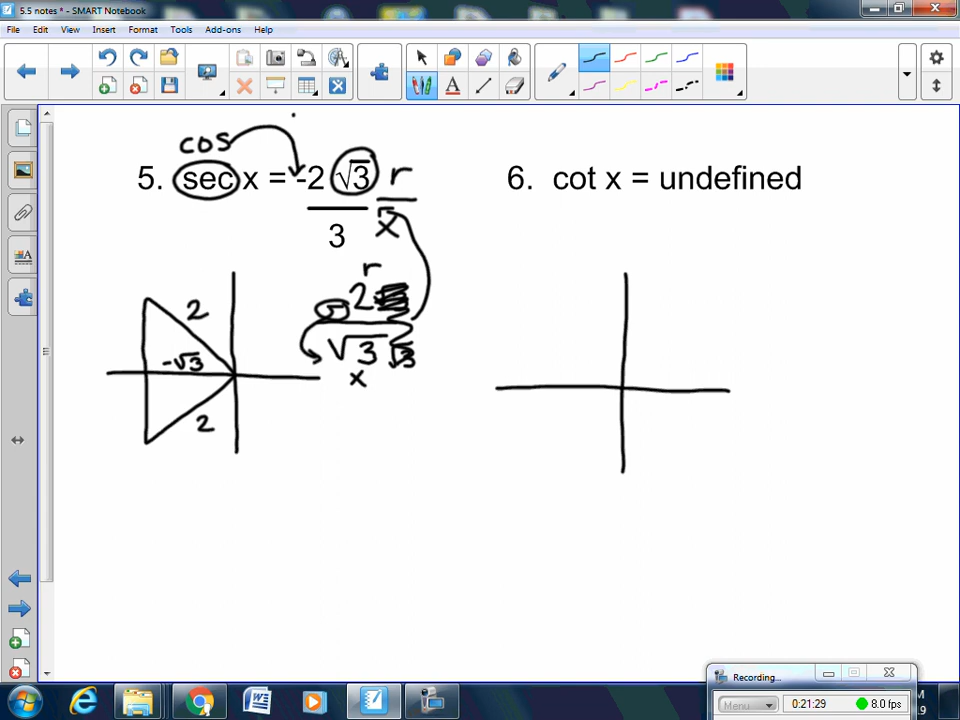 5.5 notes * - SMART Notebook
File Edit View Insert Format Tools Add-ons Help
cos
5. sec x = -2 √3 r
3 x
6. cot x = undefined
r
2
√3 √3
x
2
-√3
2
Recording...
Menu 0:21:29 8.0 fps
M
19